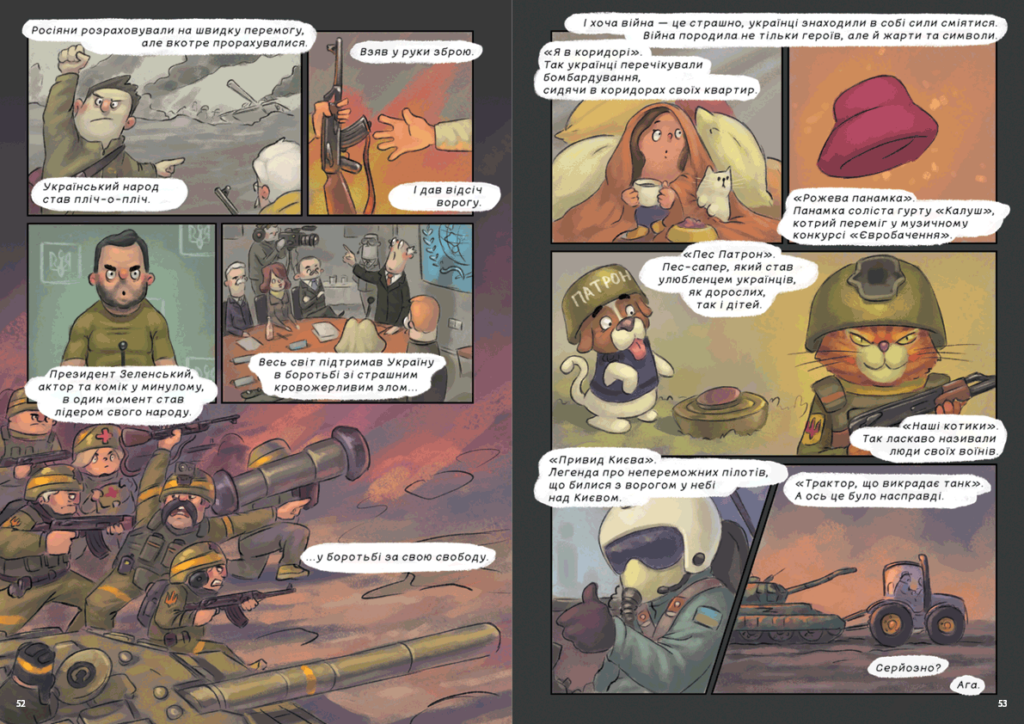 Росіяни розраховували на швидку перемогу,
але вкотре прорахувалися.
Взяв у руки зброю.
Український народ
став пліч-о-пліч.
І дав відсіч
ворогу.
Президент Зеленський,
актор та комік у минулому,
в один момент став
лідером свого народу.
Весь світ підтримав Україну
в боротьбі зі страшним
кровожерливим злом...
...у боротьбі за свою свободу.
52
І хоча війна — це страшно, українці знаходили в собі сили сміятися.
Війна породила не тільки героїв, але й жарти та символи.
«Я в коридорі».
Так українці перечікували
бомбардування,
сидячи в коридорах своїх квартир.
«Рожева панамка».
Панамка соліста гурту «Калуш»,
котрий переміг у музичному
конкурсі «Євробачення».
ПАТРОН
«Пес Патрон».
Пес-сапер, який став
улюбленцем українців,
як дорослих,
так і дітей.
«Наші котики».
Так ласкаво називали
люди своїх воїнів.
«Привид Києва».
Легенда про непереможних пілотів,
що билися з ворогом у небі
над Києвом.
«Трактор, що викрадає танк».
А ось це було насправді.
Серйозно?
Ага.
53